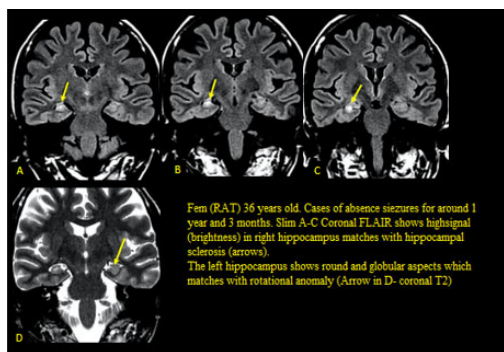 A
B
C
D
Fem (RAT) 36 years old. Cases of absence siezures for around 1
year and 3 months. Slim A-C Coronal FLAIR shows highsignal
(brightness) in right hippocampus matches with hippocampal
sclerosis (arrows).
The left hippocampus shows round and globular aspects which
matches with rotational anomaly (Arrow in D- coronal T2)